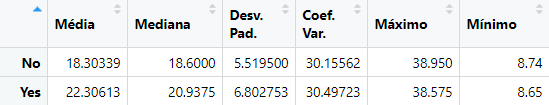 Média Mediana Desv. Pad. Coef. Var. Máximo Mínimo
No 18.30339 18.6000 5.519500 30.15562 38.950 8.74
Yes 22.30613 20.9375 6.802753 30.49723 38.575 8.65